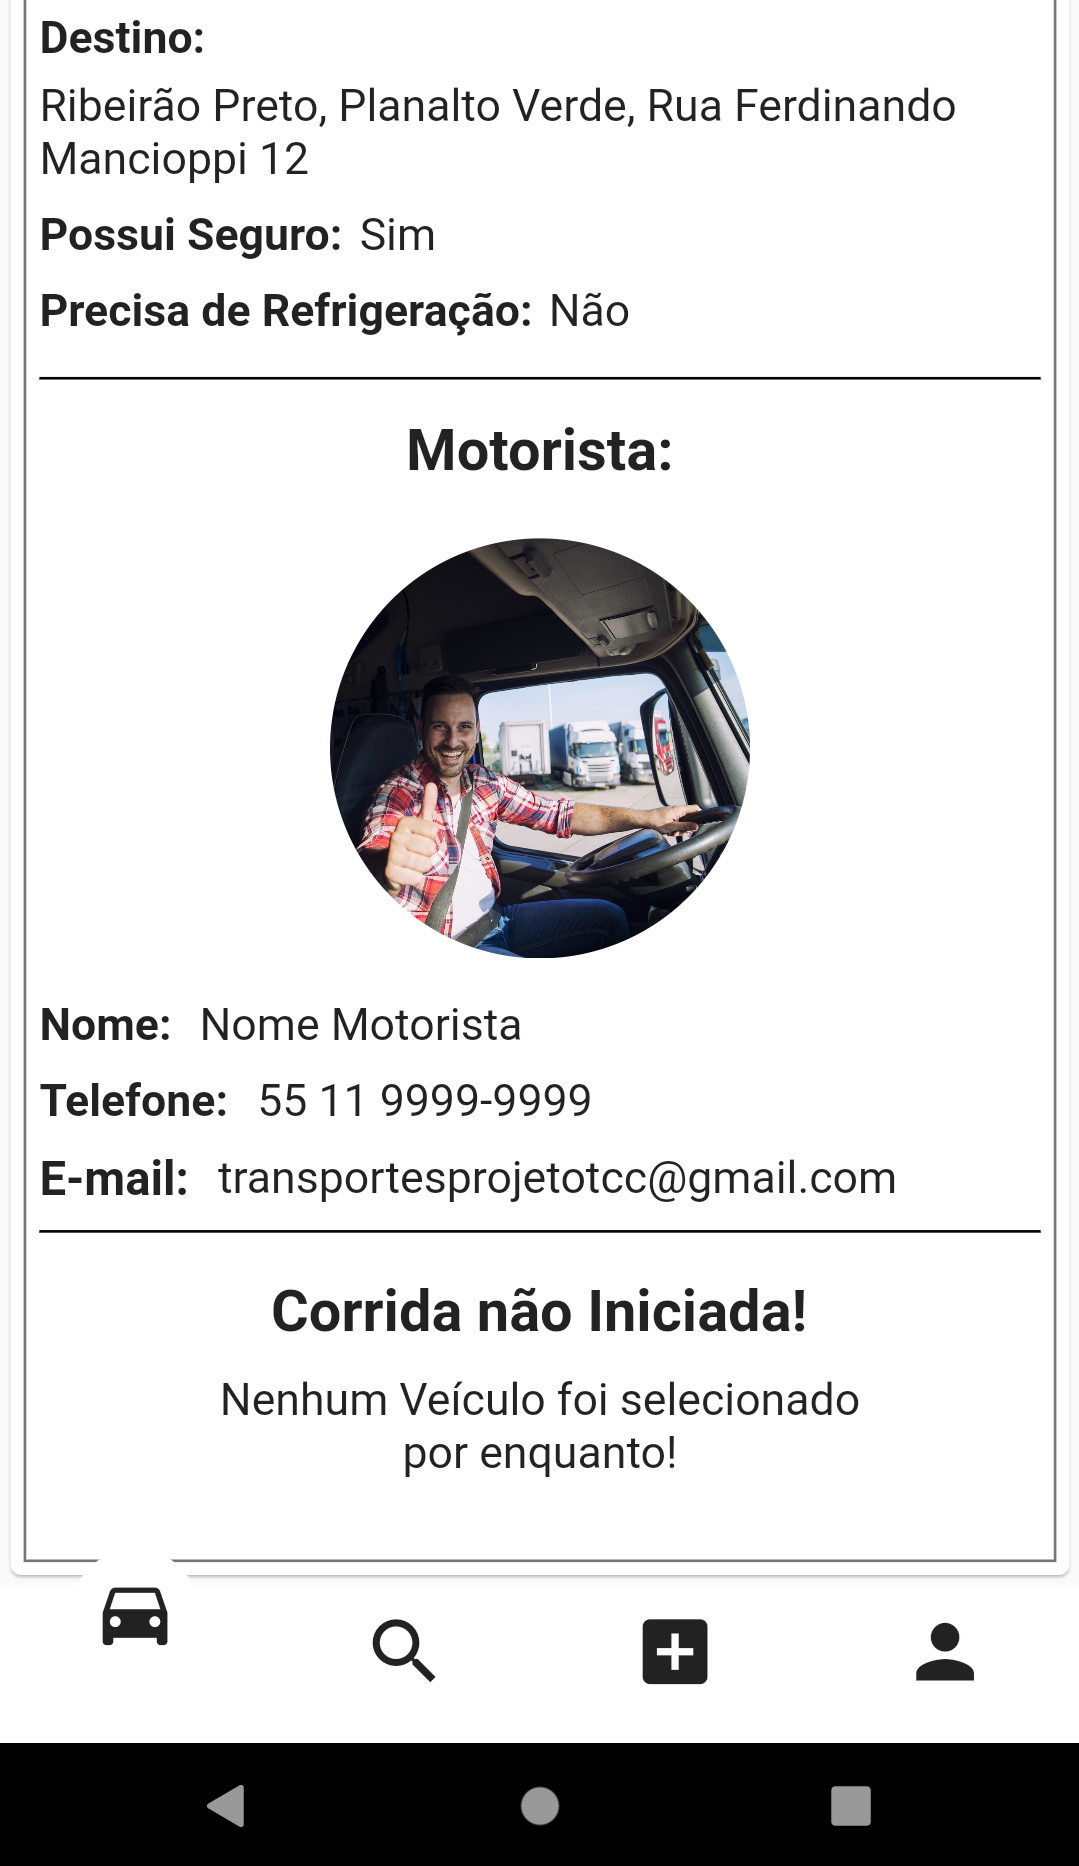 Destino:
Ribeirão Preto, Planalto Verde, Rua Ferdinando
Mancioppi 12
Possui Seguro: Sim
Precisa de Refrigeração: Não
Motorista:
Nome: Nome Motorista
Telefone: 55 11 9999-9999
E-mail: transportesprojetotcc@gmail.com
Corrida não Iniciada!
Nenhum Veículo foi selecionado
por enquanto!